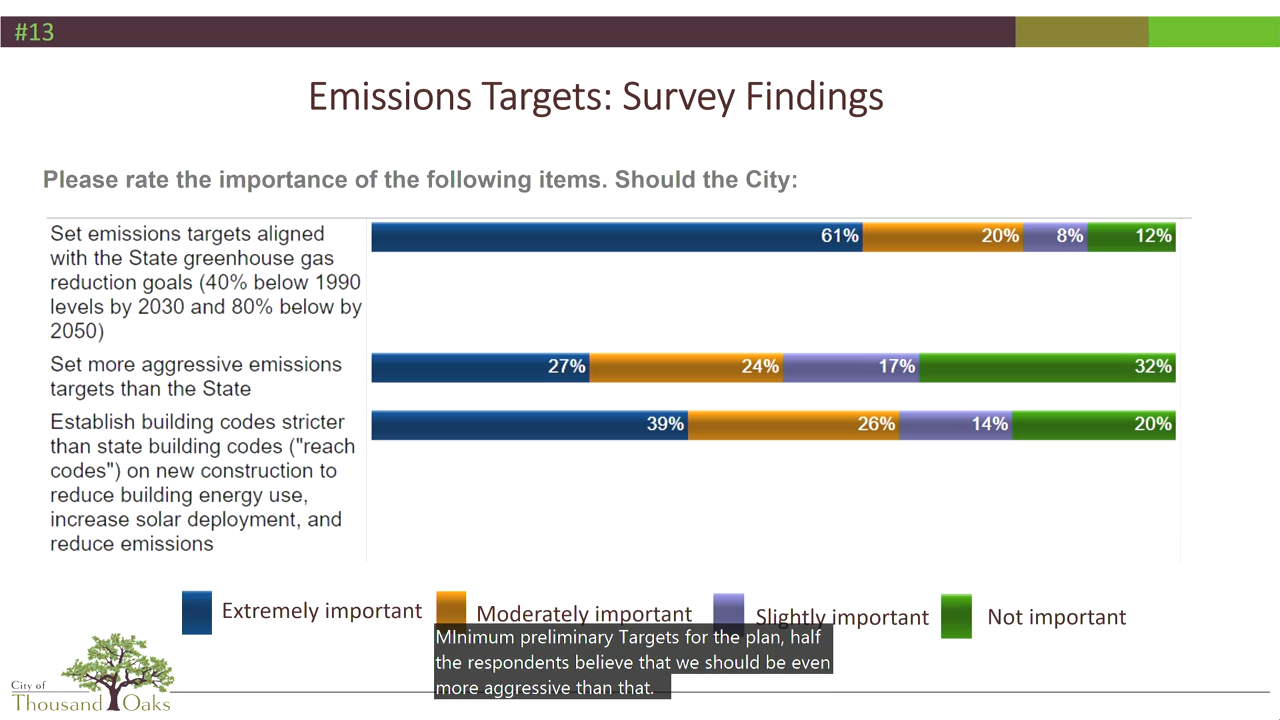 #13
Emissions Targets: Survey Findings
Please rate the importance of the following items. Should the City:
Set emissions targets aligned
with the State greenhouse gas
reduction goals (40% below 1990
levels by 2030 and 80% below by
2050)
61% 20% 8% 12%
Set more aggressive emissions
targets than the State
27% 24% 17% 32%
Establish building codes stricter
than state building codes ("reach
codes") on new construction to
reduce building energy use,
increase solar deployment, and
reduce emissions
39% 26% 14% 20%
Extremely important Moderately important Slightly important Not important
MInimum preliminary Targets for the plan, half
the respondents believe that we should be even
more aggressive than that.
City of
Thousand Oaks